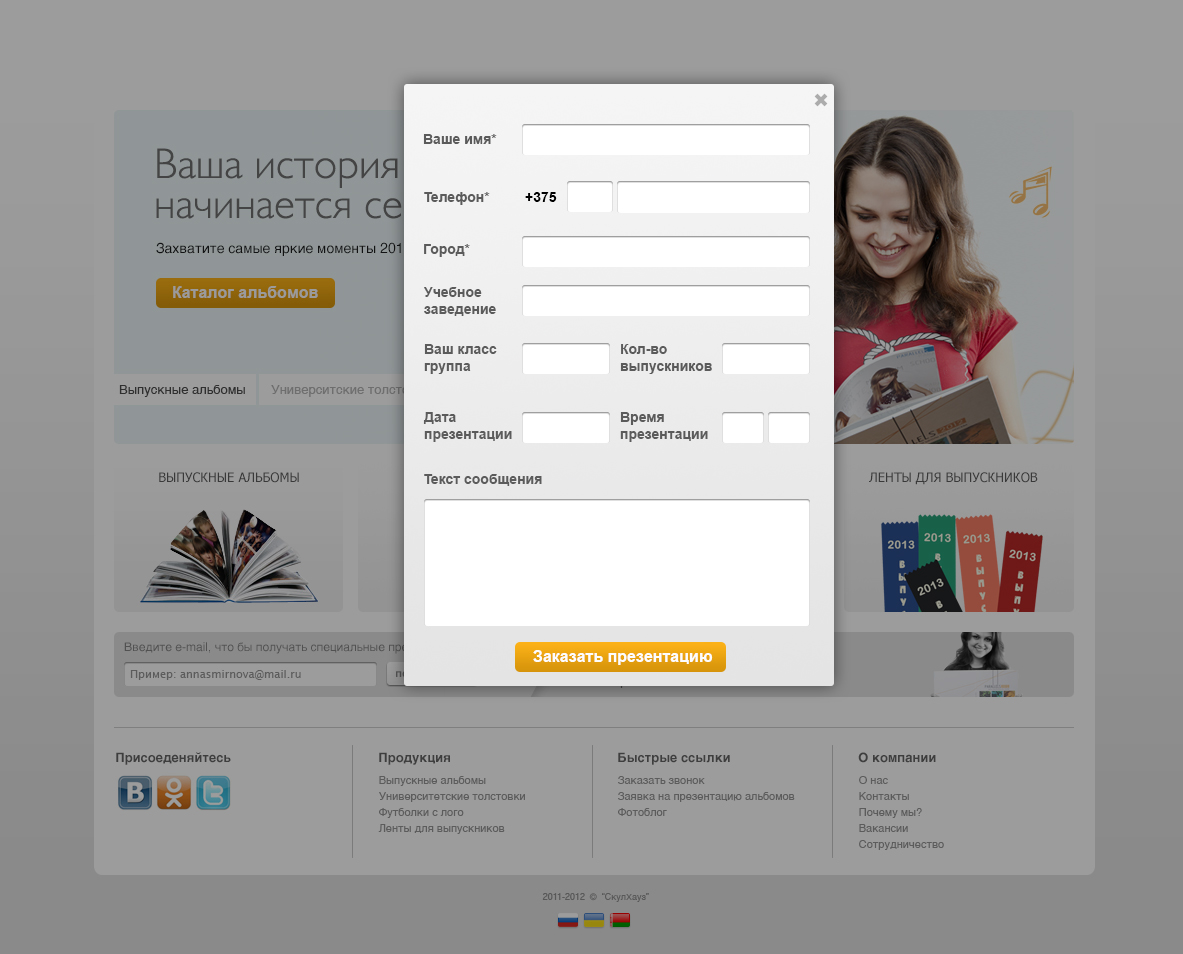 Ваша история
начинается се
Захватите самые яркие моменты 201
Каталог альбомов
Выпускные альбомы
Университские толсто
Ваше имя*
Телефон*
+375
Город*
Учебное
заведение
Ваш класс
группа
Кол-во
выпускников
Дата
презентации
Время
презентации
Текст сообщения
Заказать презентацию
ВЫПУСКНЫЕ АЛЬБОМЫ
ЛЕНТЫ ДЛЯ ВЫПУСКНИКОВ
2013
2013
2013
2013
2013
Введите e-mail, что бы получать специальные пре
Пример: annasmirnova@mail.ru
Присоеденяйтесь
Продукция
Выпускные альбомы
Университетские толстовки
Футболки с лого
Ленты для выпускников
Быстрые ссылки
Заказать звонок
Заявка на презентацию альбомов
Фотоблог
О компании
О нас
Контакты
Почему мы?
Вакансии
Сотрудничество
2011-2012 © "СкулХауз"